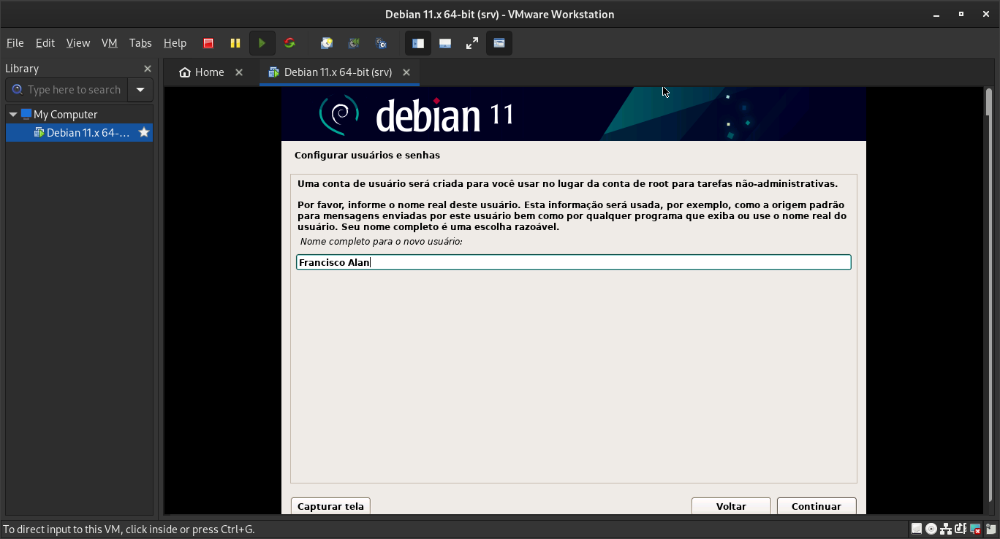 Debian 11.x 64-bit (srv) - VMware Workstation
File Edit View VM Tabs Help
Library
Home
Debian 11.x 64-bit (srv)
Type here to search
My Computer
Debian 11.x 64-...
debian 11
Configurar usuários e senhas
Uma conta de usuário será criada para você usar no lugar da conta de root para tarefas não-administrativas.
Por favor, informe o nome real deste usuário. Esta informação será usada, por exemplo, como a origem padrão
para mensagens enviadas por este usuário bem como por qualquer programa que exiba ou use o nome real do
usuário. Seu nome completo é uma escolha razoável.
Nome completo para o novo usuário:
Francisco Alan
Capturar tela
Voltar
Continuar
To direct input to this VM, click inside or press Ctrl+G.